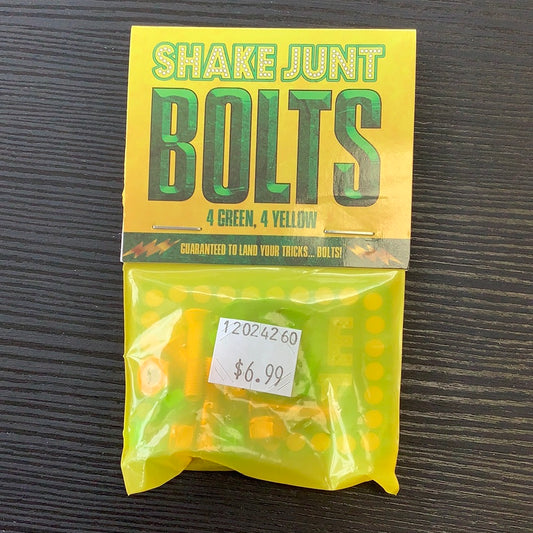 SHAKE JUNT
BOLTS
4 GREEN, 4 YELLOW
GUARANTEED TO LAND YOUR TRICKS... BOLTS!
12024260
$6.99